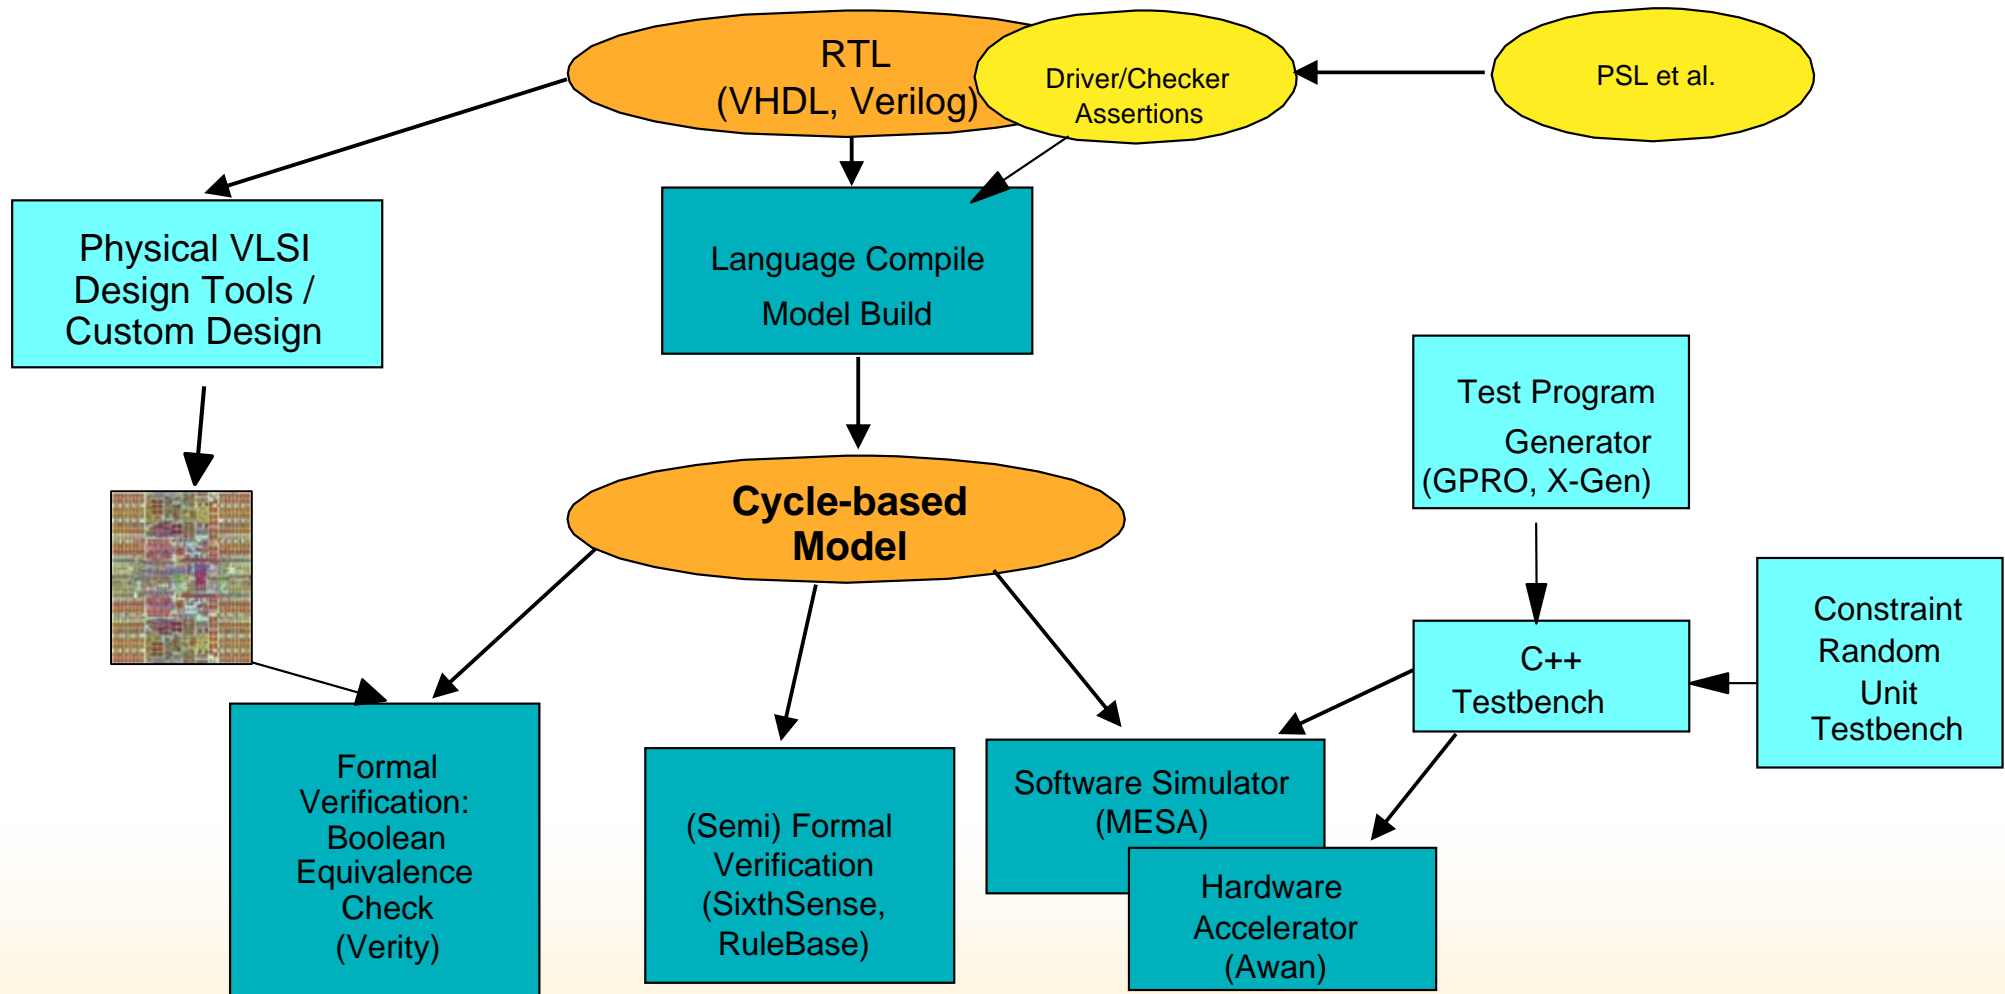 RTL
(VHDL, Verilog)
Driver/Checker
Assertions
PSL et al.
Physical VLSI
Design Tools /
Custom Design
Language Compile
Model Build
Test Program
Generator
(GPRO, X-Gen)
Cycle-based
Model
Constraint
Random
Unit
Testbench
C++
Testbench
Formal
Verification:
Boolean
Equivalence
Check
(Verity)
(Semi) Formal
Verification
(SixthSense,
RuleBase)
Software Simulator
(MESA)
Hardware
Accelerator
(Awan)